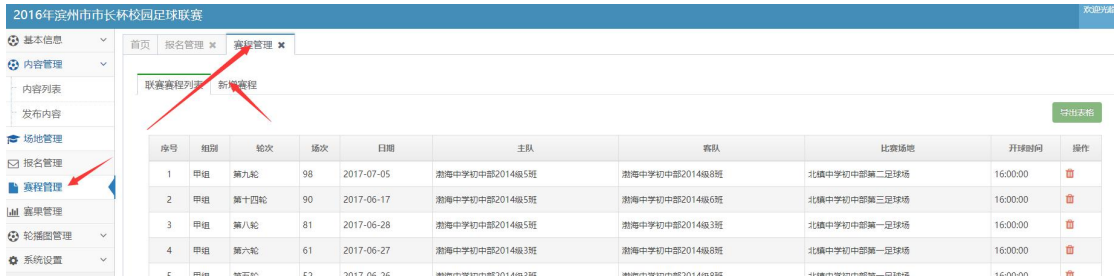 2016年滨州市市长杯校园足球联赛
欢迎光临
基本信息
内容管理
内容列表
发布内容
场地管理
报名管理
赛程管理
赛果管理
轮播图管理
系统设置
首页 报名管理 赛程管理
联赛赛程列表 新增赛程
导出表格
序号 组别 轮次 场次 日期 主队 客队 比赛场地 开球时间 操作
1 甲组 第九轮 98 2017-07-05 渤海中学初中部2014级5班 渤海中学初中部2014级8班 北镇中学初中部第二足球场 16:00:00
2 甲组 第十四轮 90 2017-06-17 渤海中学初中部2014级5班 渤海中学初中部2014级6班 北镇中学初中部第三足球场 16:00:00
3 甲组 第八轮 81 2017-06-28 渤海中学初中部2014级5班 渤海中学初中部2014级6班 北镇中学初中部第一足球场 16:00:00
4 甲组 第六轮 61 2017-06-27 渤海中学初中部2014级3班 渤海中学初中部2014级8班 北镇中学初中部第一足球场 16:00:00
5 甲组 52 2017-06-26 16:00:00